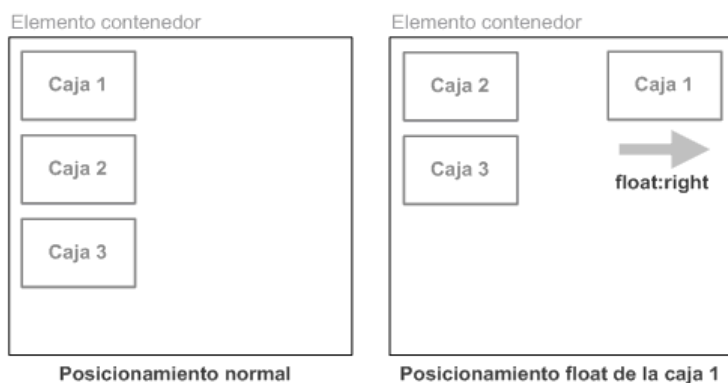 Elemento contenedor
Caja 1
Caja 2
Caja 3
Posicionamiento normal
Elemento contenedor
Caja 2
Caja 1
Caja 3
float:right
Posicionamiento float de la caja 1